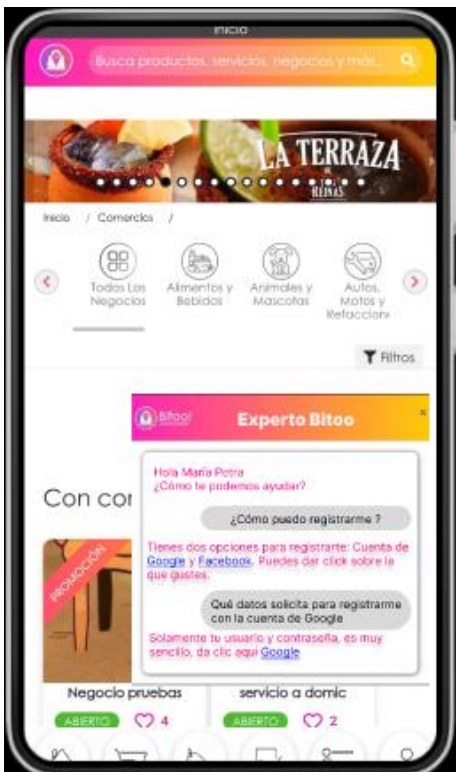 INICIO
Busca productos, servicios, negocios y más...
LA TERRAZA
REINAS
Inicio / Comercios /
Todos Los
Negocios
Alimentos y
Bebidas
Animales y
Mascotas
Autos,
Motos y
Refaccion
Filtros
Bitoo!
Experto Bitoo
×
Hola María Petra
¿Cómo te podemos ayudar?
¿Cómo puedo registrarme ?
Tienes dos opciones para registrarte: Cuenta de
Google y Facebook. Puedes dar click sobre la
que gustes.
Qué datos solicita para registrarme
con la cuenta de Google
Solamente tu usuario y contraseña, es muy
sencillo, da clic aquí Google
Con con
PROMOCIÓN
Negocio pruebas
servicio a domic
ABIERTO
4
ABIERTO
2